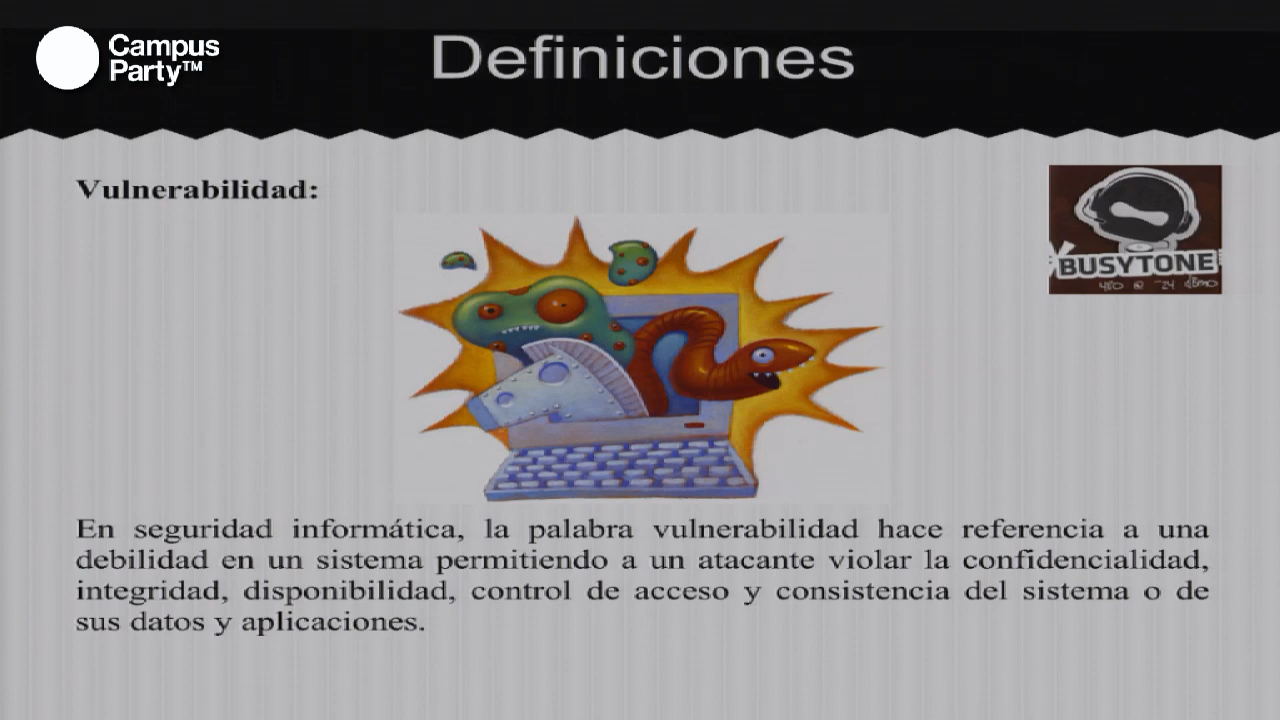 Campus
Party™
Definiciones
Vulnerabilidad:
BUSYTONE
En seguridad informática, la palabra vulnerabilidad hace referencia a una
debilidad en un sistema permitiendo a un atacante violar la confidencialidad,
integridad, disponibilidad, control de acceso y consistencia del sistema o de
sus datos y aplicaciones.